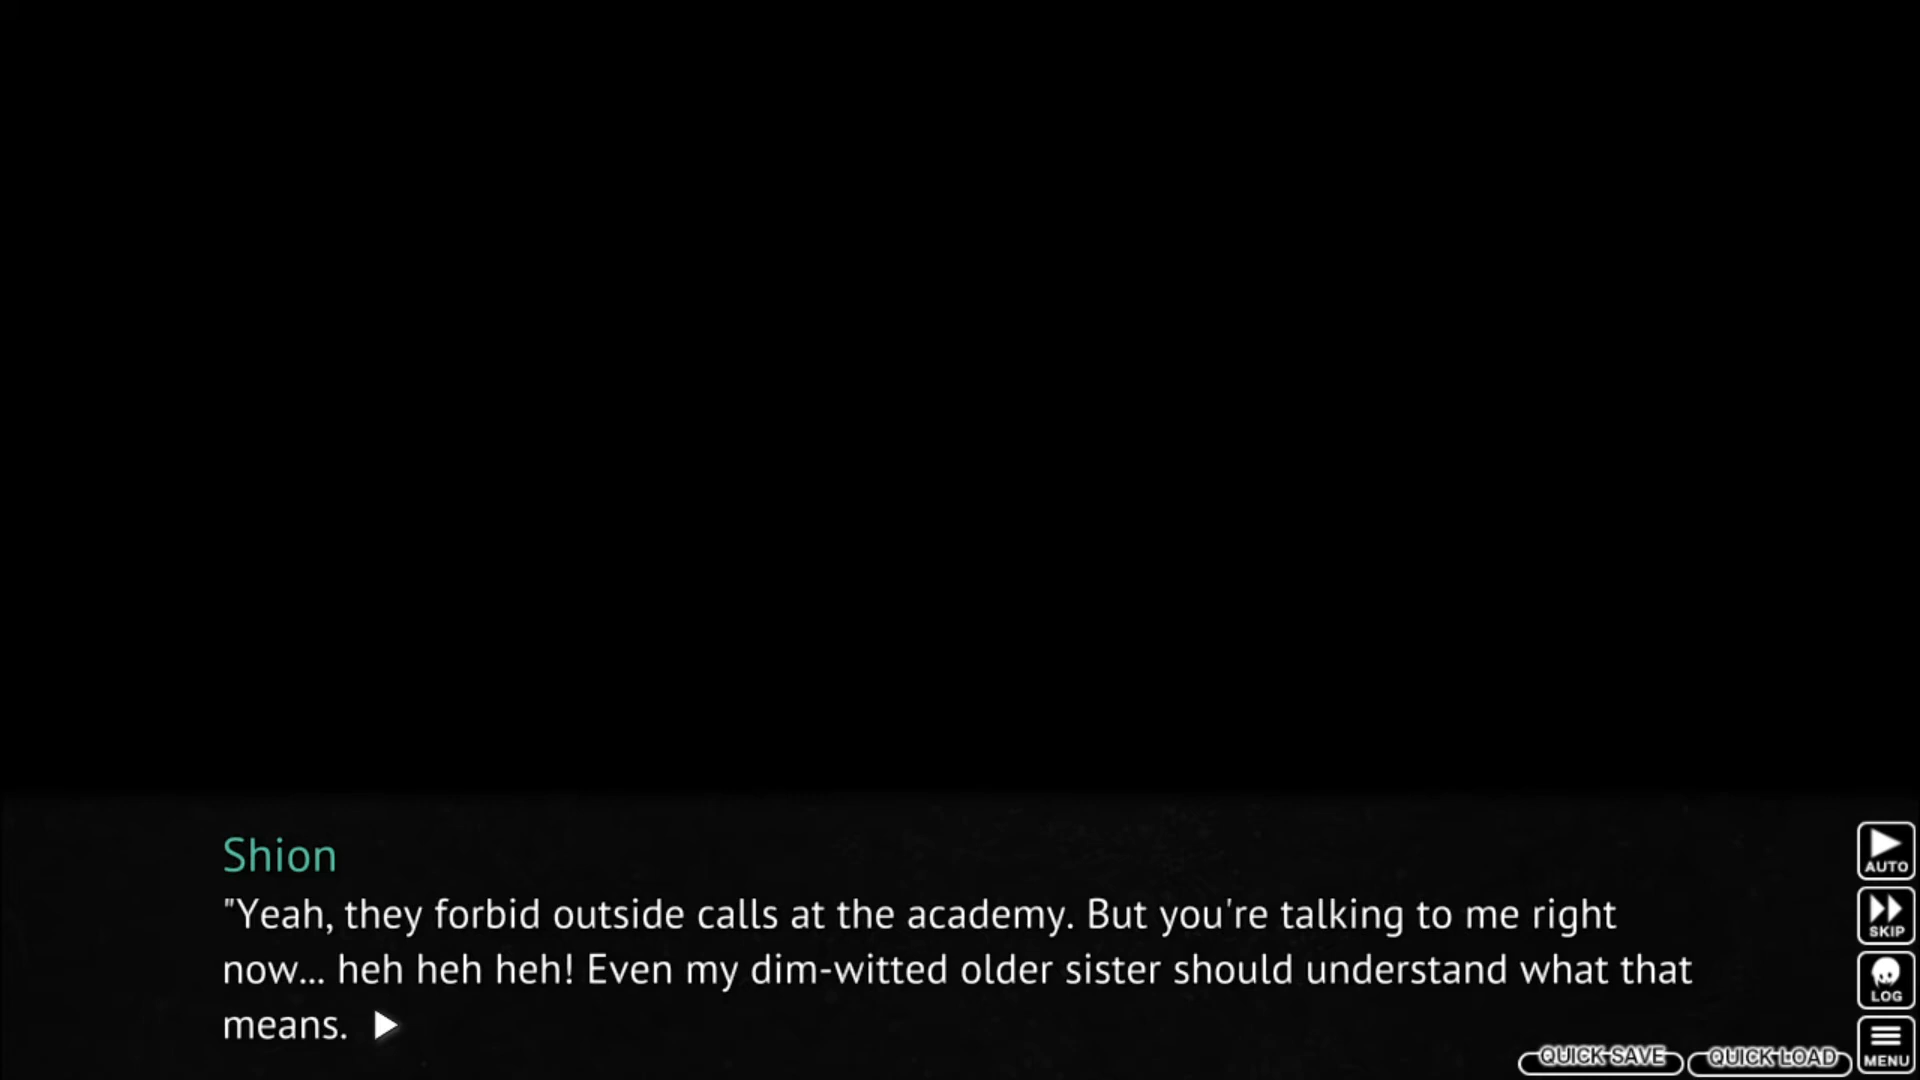 Shion
"Yeah, they forbid outside calls at the academy. But you're talking to me right
now... heh heh heh! Even my dim-witted older sister should understand what that
means.
AUTO
SKIP
LOG
MENU
QUICK SAVE
QUICK LOAD